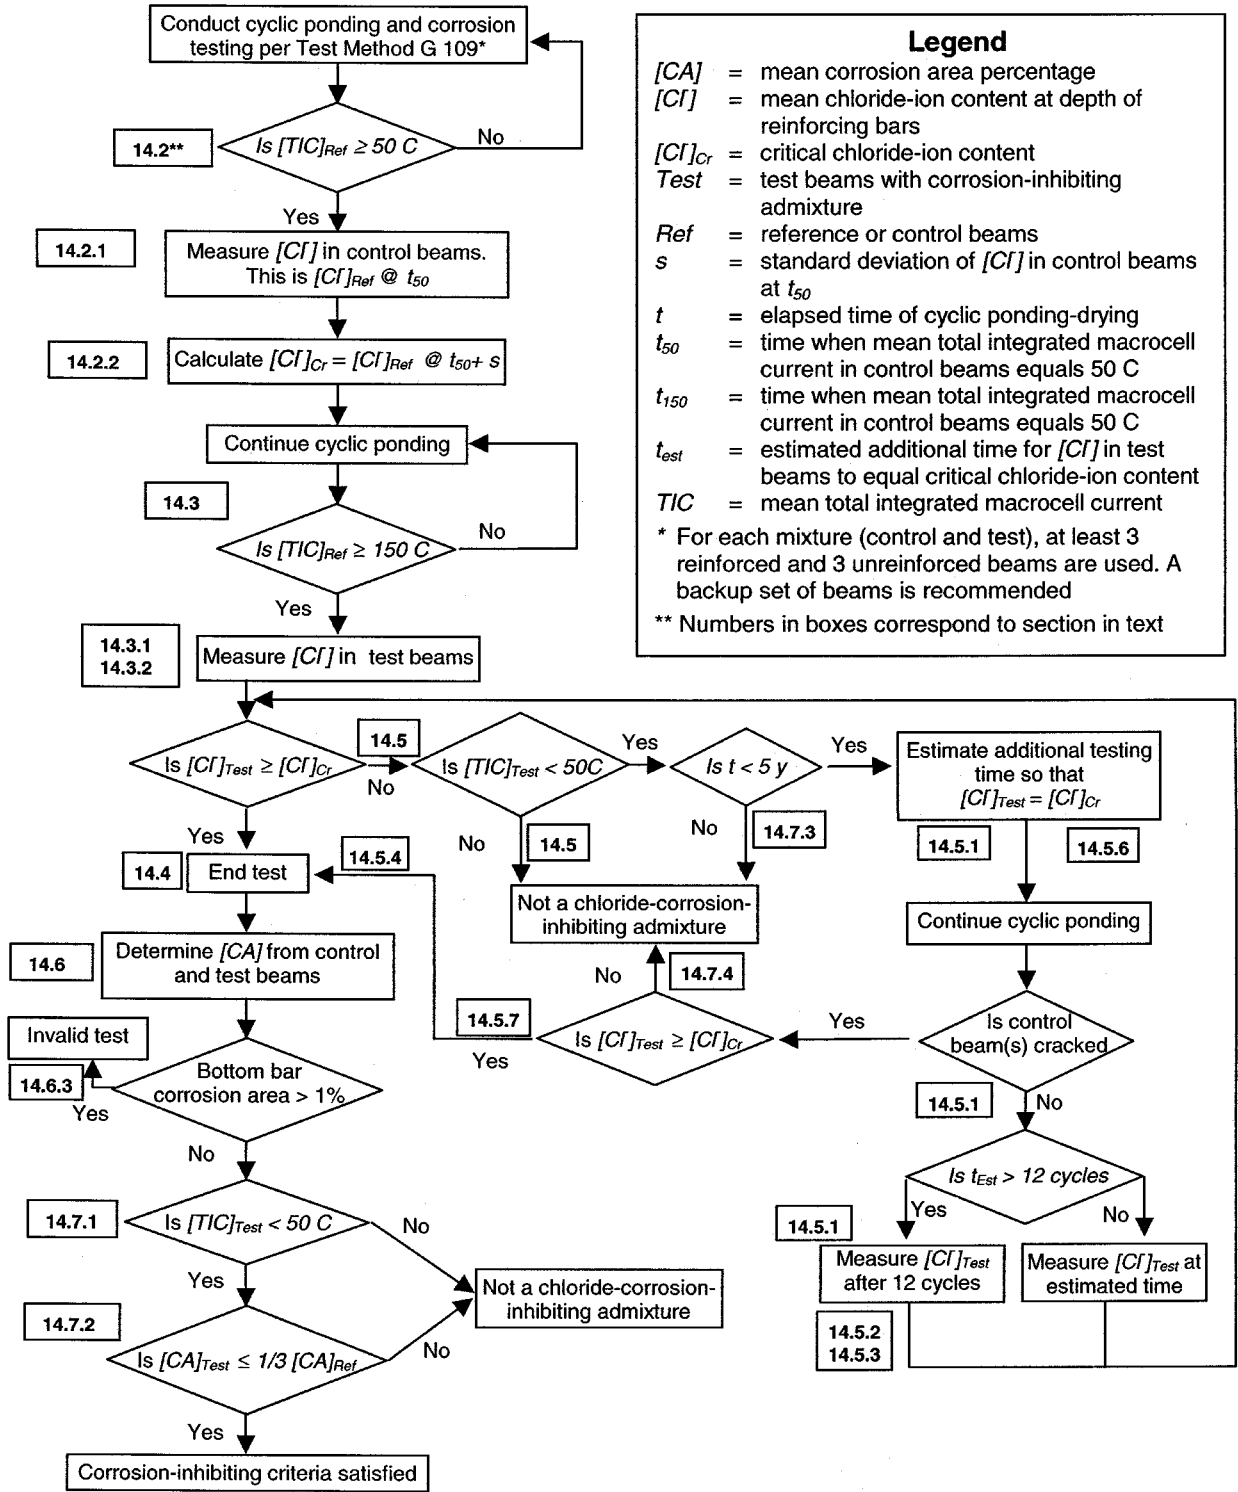 Conduct cyclic ponding and corrosion
testing per Test Method G 109*
14.2**
Is [TIC]Ref ≥ 50 C
No
Yes
14.2.1
Measure [Cl⁻] in control beams.
This is [Cl⁻]Ref @ t50
14.2.2
Calculate [Cl⁻]Cr = [Cl⁻]Ref @ t50+ s
Continue cyclic ponding
14.3
Is [TIC]Ref ≥ 150 C
No
Yes
14.3.1
14.3.2
Measure [Cl⁻] in test beams
Legend
[CA] = mean corrosion area percentage
[Cl⁻] = mean chloride-ion content at depth of
reinforcing bars
[Cl⁻]Cr = critical chloride-ion content
Test = test beams with corrosion-inhibiting
admixture
Ref = reference or control beams
s = standard deviation of [Cl⁻] in control beams
at t50
t = elapsed time of cyclic ponding-drying
t50 = time when mean total integrated macrocell
current in control beams equals 50 C
t150 = time when mean total integrated macrocell
current in control beams equals 50 C
test = estimated additional time for [Cl⁻] in test
beams to equal critical chloride-ion content
TIC = mean total integrated macrocell current
* For each mixture (control and test), at least 3
reinforced and 3 unreinforced beams are used. A
backup set of beams is recommended
** Numbers in boxes correspond to section in text
Is [Cl⁻]Test ≥ [Cl⁻]Cr
14.5
No
Is [TIC]Test < 50C
Yes
Is t < 5 y
Yes
Estimate additional testing
time so that
[Cl⁻]Test = [Cl⁻]Cr
Yes
No
14.5
No
14.7.3
14.5.1
14.5.6
14.4
End test
14.5.4
Not a chloride-corrosion-
inhibiting admixture
Continue cyclic ponding
14.6
Determine [CA] from control
and test beams
No
14.7.4
14.5.7
Is [Cl⁻]Test ≥ [Cl⁻]Cr
Yes
Yes
Is control
beam(s) cracked
Invalid test
14.6.3
Yes
Bottom bar
corrosion area > 1%
No
14.5.1
No
Is tEst > 12 cycles
14.5.1
Yes
No
Measure [Cl⁻]Test
after 12 cycles
Measure [Cl⁻]Test at
estimated time
14.5.2
14.5.3
14.7.1
Is [TIC]Test < 50 C
No
Yes
Not a chloride-corrosion-
inhibiting admixture
14.7.2
Is [CA]Test ≤ 1/3 [CA]Ref
No
Yes
Corrosion-inhibiting criteria satisfied